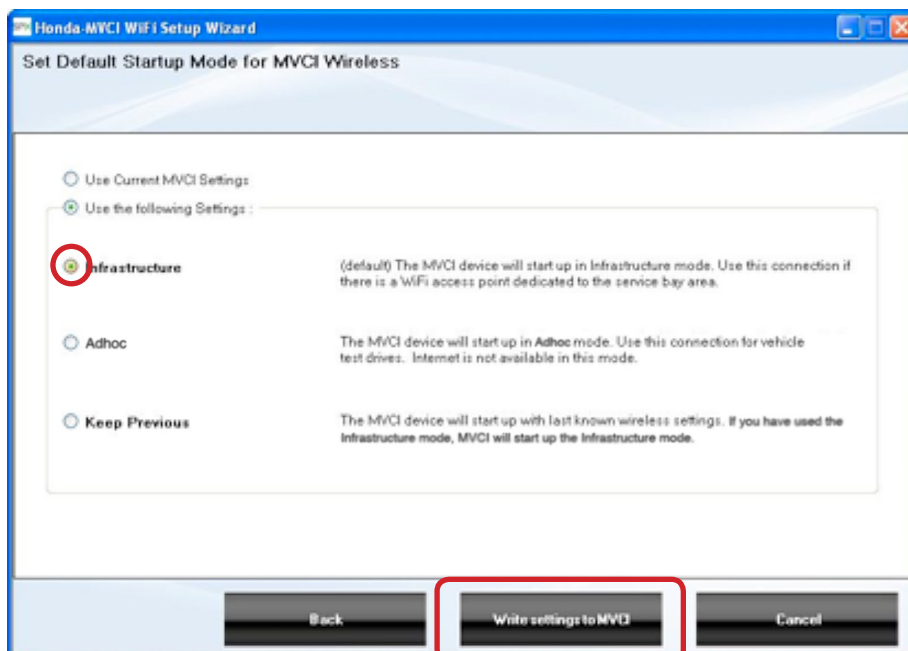 Honda-MVCI WiFi Setup Wizard
Set Default Startup Mode for MVCI Wireless
Use Current MVCI Settings
Use the following Settings :
Infrastructure
(default) The MVCI device will start up in Infrastructure mode. Use this connection if
there is a WiFi access point dedicated to the service bay area.
Adhoc
The MVCI device will start up in Adhoc mode. Use this connection for vehicle
test drives. Internet is not available in this mode.
Keep Previous
The MVCI device will start up with last known wireless settings. If you have used the
Infrastructure mode, MVCI will start up the Infrastructure mode.
Back
Write settings to MVCI
Cancel